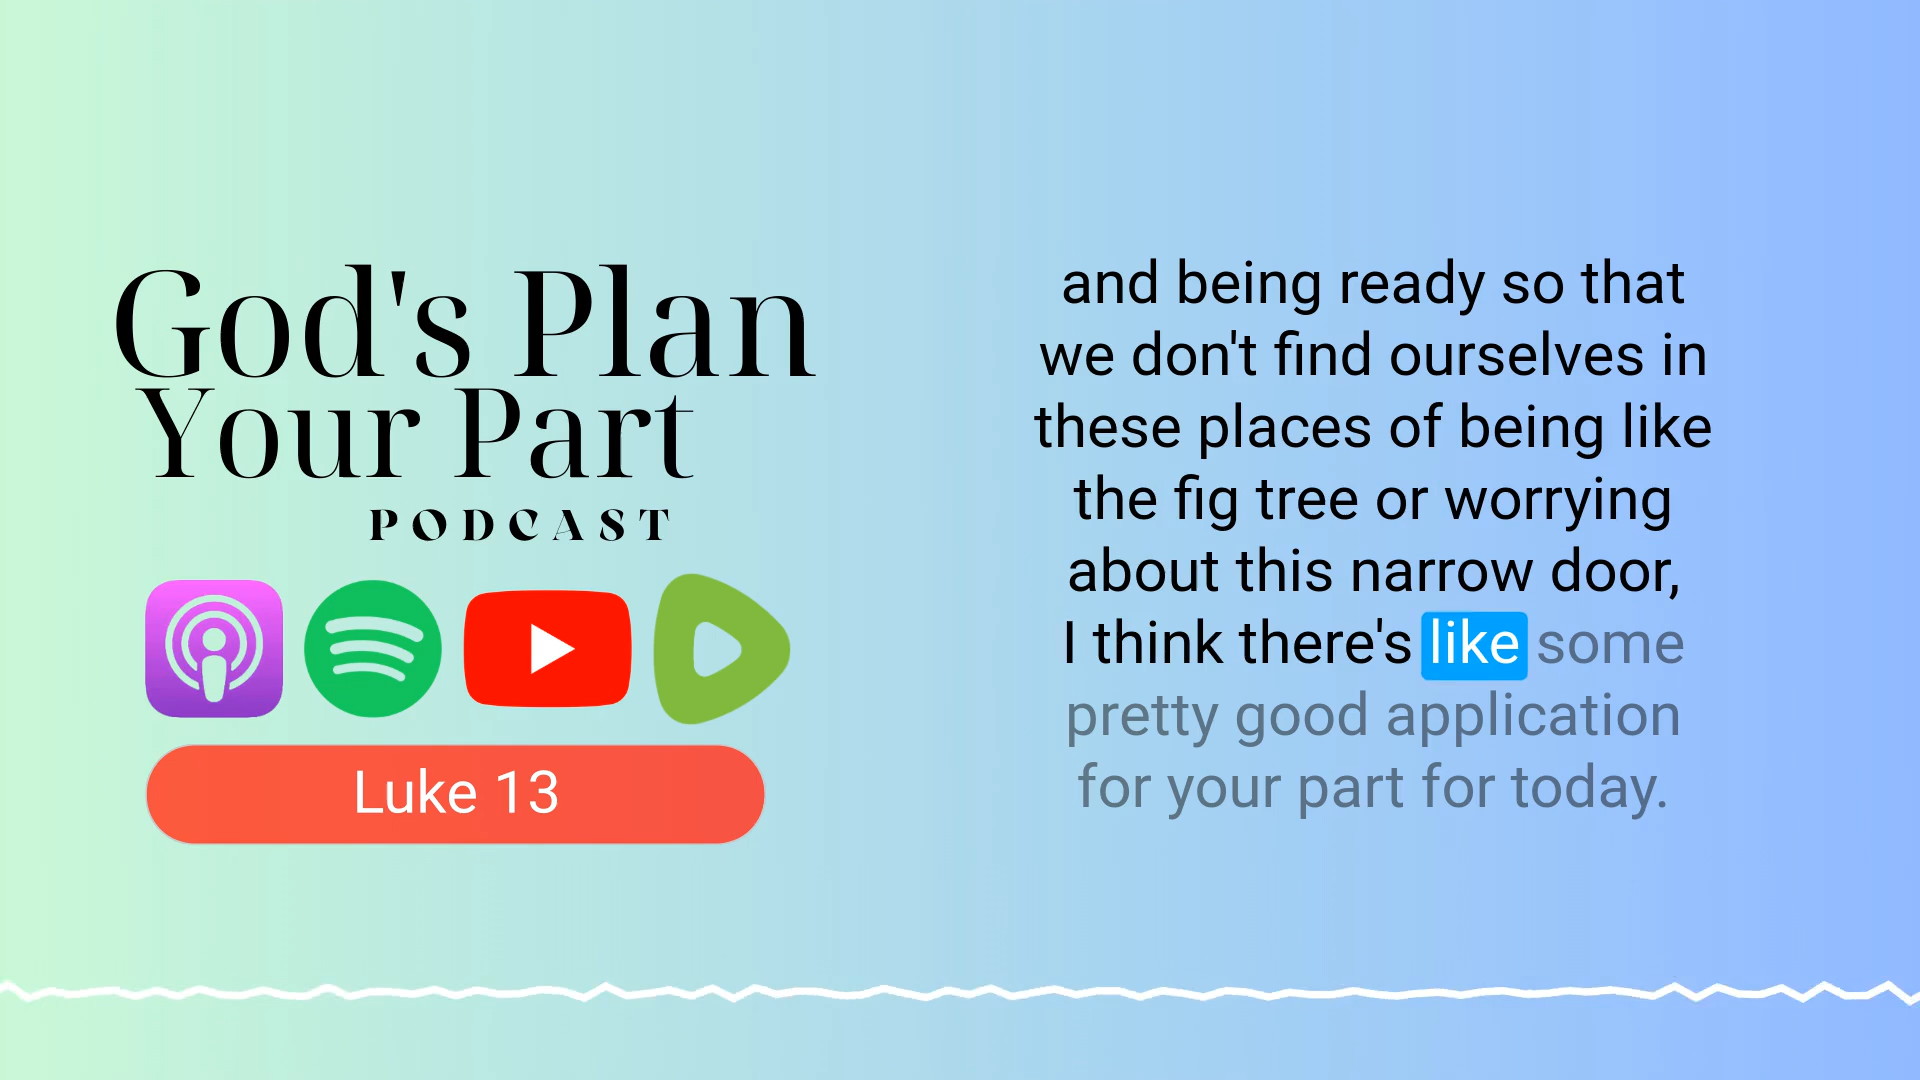 God's Plan
Your Part
PODCAST
Luke 13
and being ready so that
we don't find ourselves in
these places of being like
the fig tree or worrying
about this narrow door,
I think there's like some
pretty good application
for your part for today.